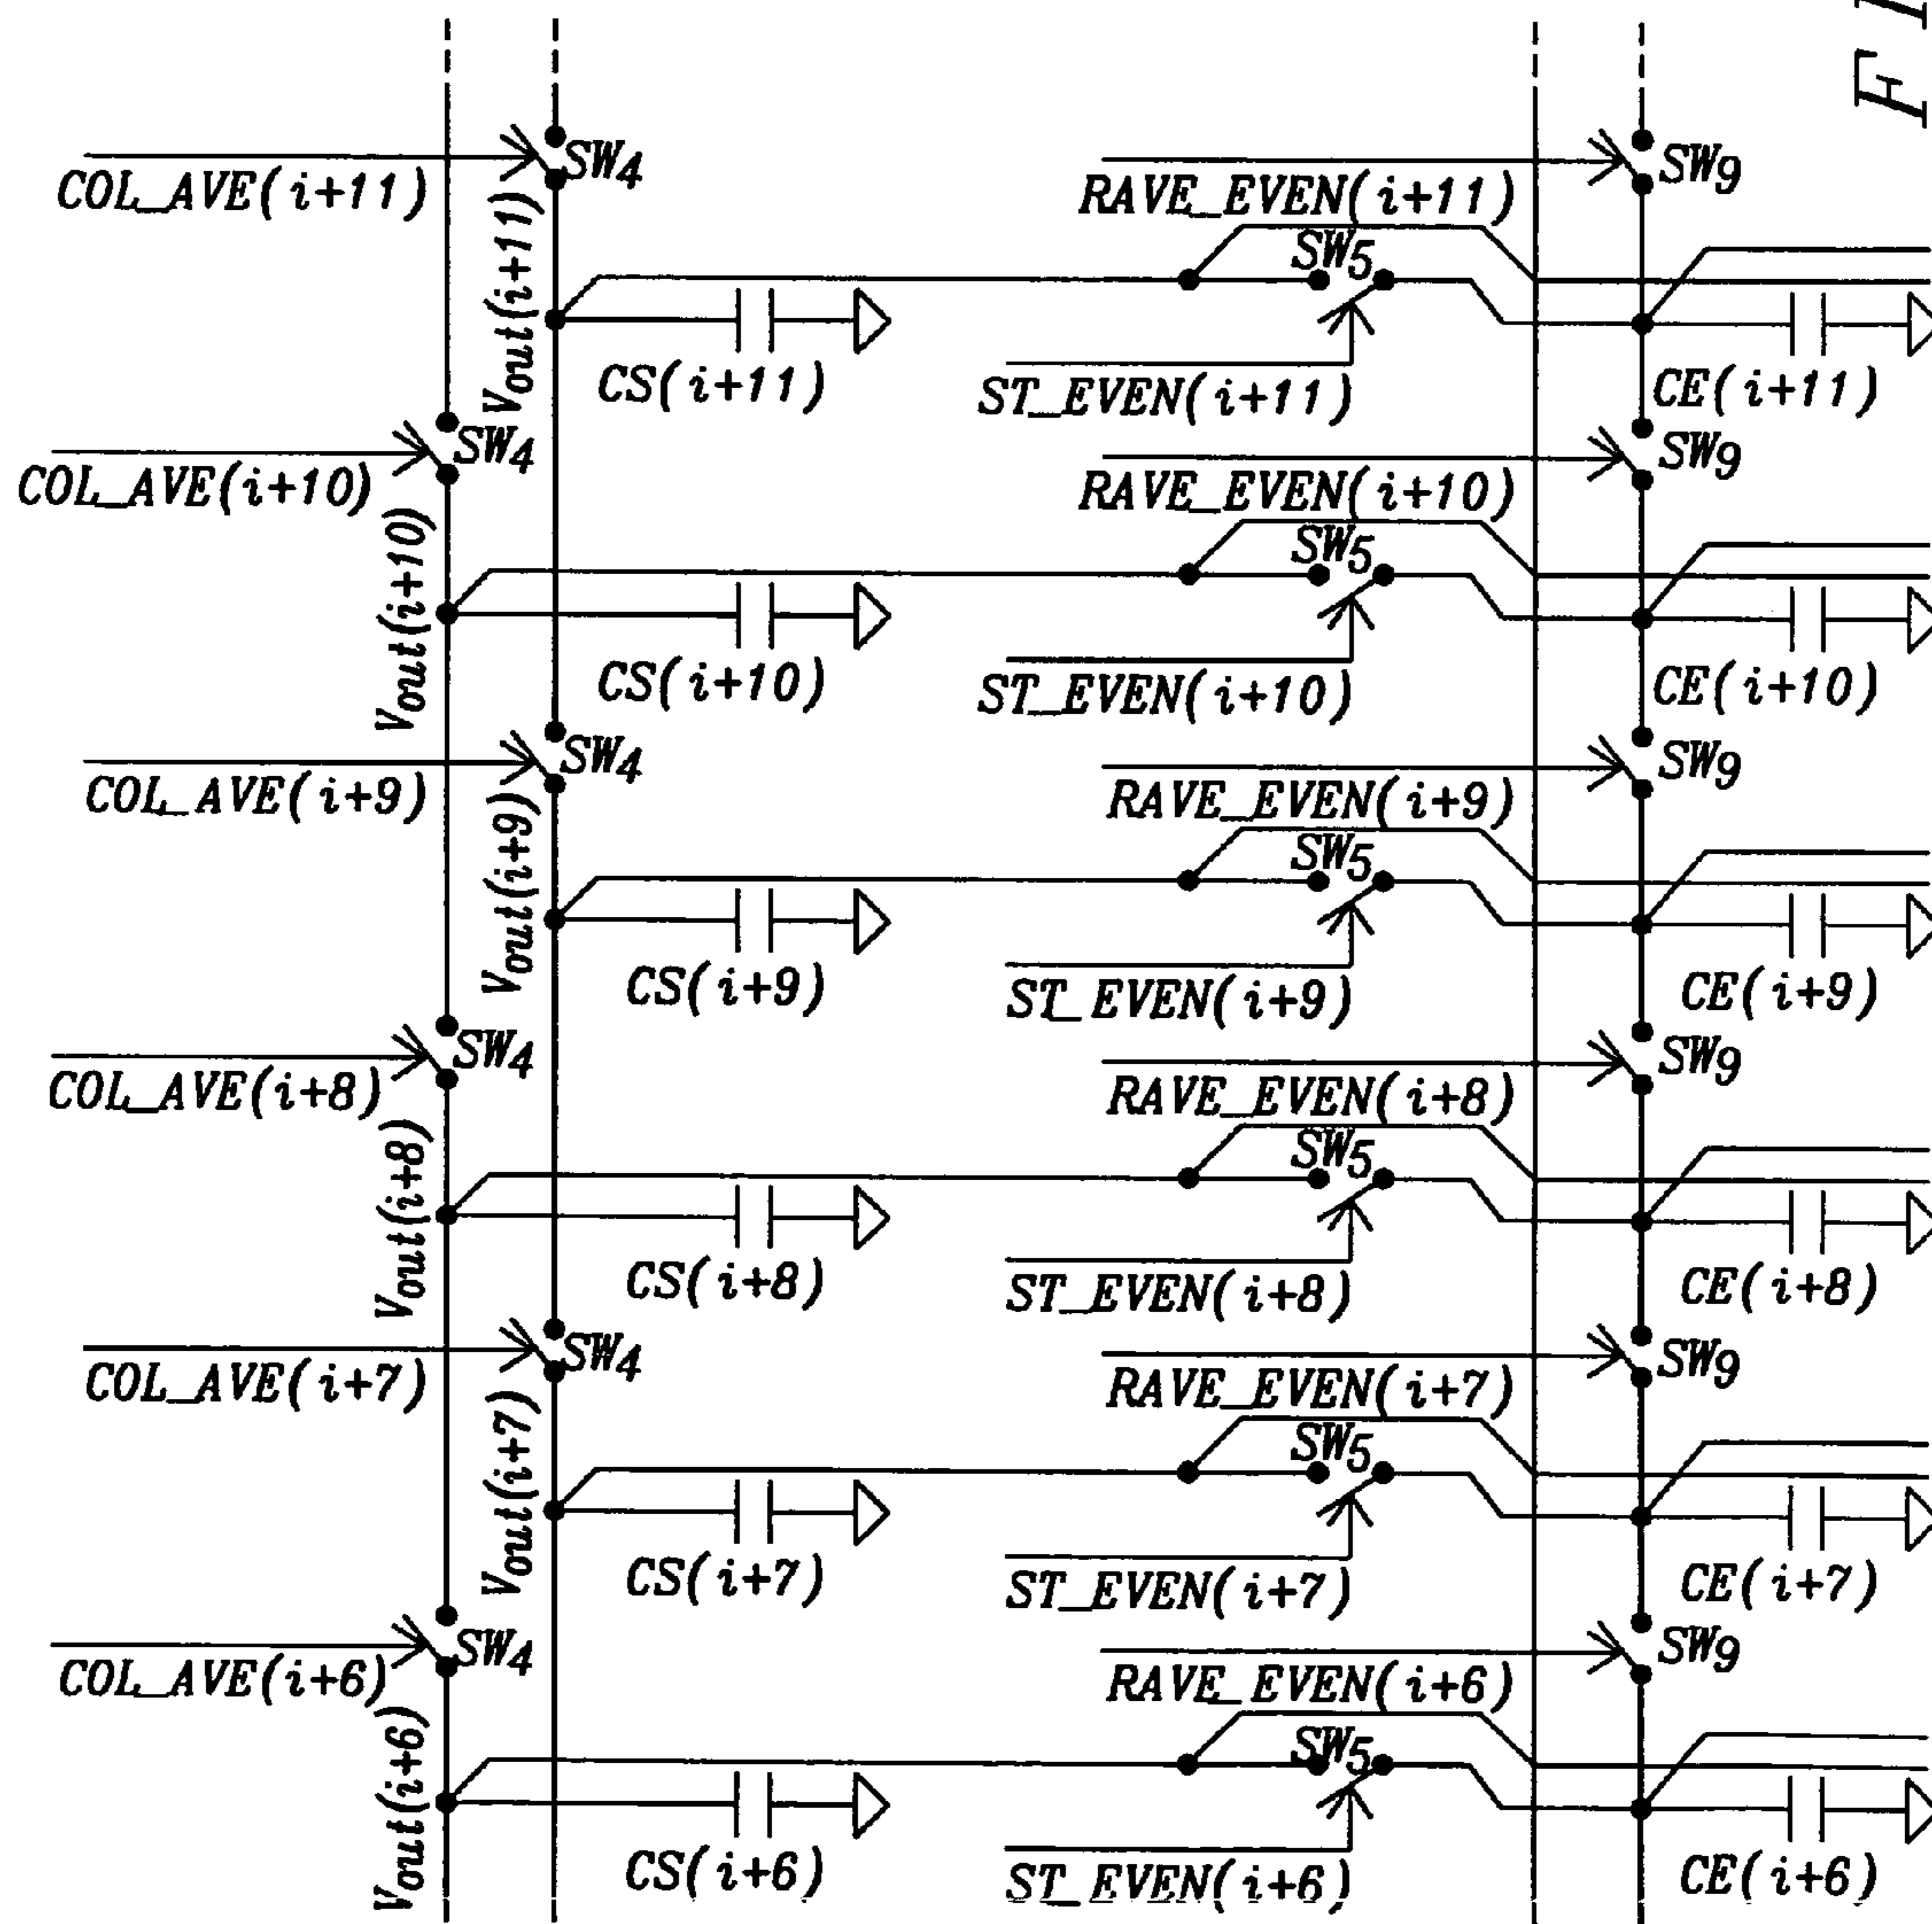 F
COL_AVE(i+11)
SW4
Vout(i+11)
RAVE_EVEN(i+11)
SW9
SW5
CS(i+11)
ST_EVEN(i+11)
CE(i+11)
COL_AVE(i+10)
SW4
Vout(i+10)
RAVE_EVEN(i+10)
SW9
SW5
CS(i+10)
ST_EVEN(i+10)
CE(i+10)
COL_AVE(i+9)
SW4
Vout(i+9)
RAVE_EVEN(i+9)
SW9
SW5
CS(i+9)
ST_EVEN(i+9)
CE(i+9)
COL_AVE(i+8)
SW4
Vout(i+8)
RAVE_EVEN(i+8)
SW9
SW5
CS(i+8)
ST_EVEN(i+8)
CE(i+8)
COL_AVE(i+7)
SW4
Vout(i+7)
RAVE_EVEN(i+7)
SW9
SW5
CS(i+7)
ST_EVEN(i+7)
CE(i+7)
COL_AVE(i+6)
SW4
Vout(i+6)
RAVE_EVEN(i+6)
SW9
SW5
CS(i+6)
ST_EVEN(i+6)
CE(i+6)